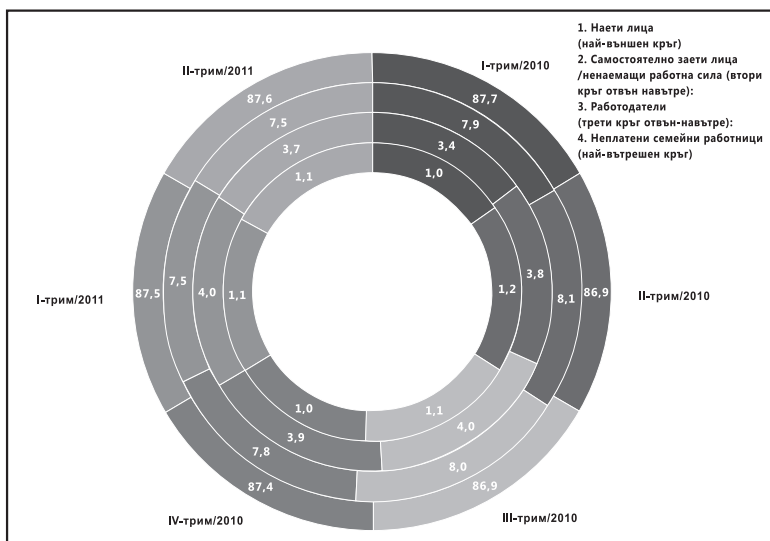 1. Наети лица
(най-външен кръг)
2. Самостоятелно заети лица
/ненаемащи работна сила (втори
кръг отвън навътре):
3. Работодатели
(трети кръг отвън-навътре):
4. Неплатени семейни работници
(най-вътрешен кръг)
I-трим/2010
87,7
7,9
3,4
1,0
II-трим/2010
86,9
8,1
3,8
1,2
III-трим/2010
86,9
8,0
4,0
1,1
IV-трим/2010
87,4
7,8
3,9
1,0
I-трим/2011
87,5
7,5
4,0
1,1
II-трим/2011
87,6
7,5
3,7
1,1